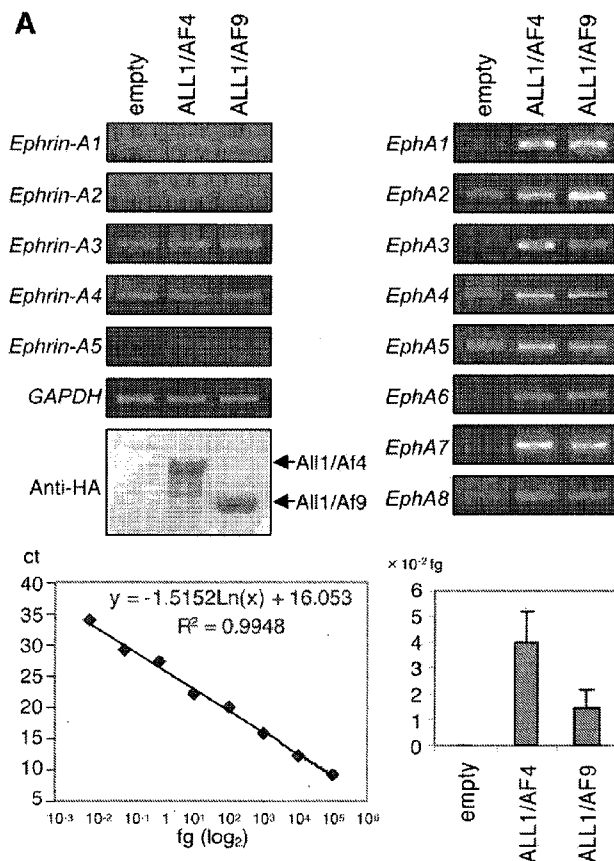 A
empty
ALL1/AF4
ALL1/AF9
Ephrin-A1
Ephrin-A2
Ephrin-A3
Ephrin-A4
Ephrin-A5
GAPDH
Anti-HA
All1/Af4
All1/Af9
empty
ALL1/AF4
ALL1/AF9
EphA1
EphA2
EphA3
EphA4
EphA5
EphA6
EphA7
EphA8
ct
40
35
30
25
20
15
10
5
y = -1.5152Ln(x) + 16.053
R² = 0.9948
10⁻³ 10⁻² 10⁻¹ 1 10¹ 10² 10³ 10⁴ 10⁵ 10⁶
fg (log₂)
× 10⁻² fg
6
5
4
3
2
1
0
empty
ALL1/AF4
ALL1/AF9